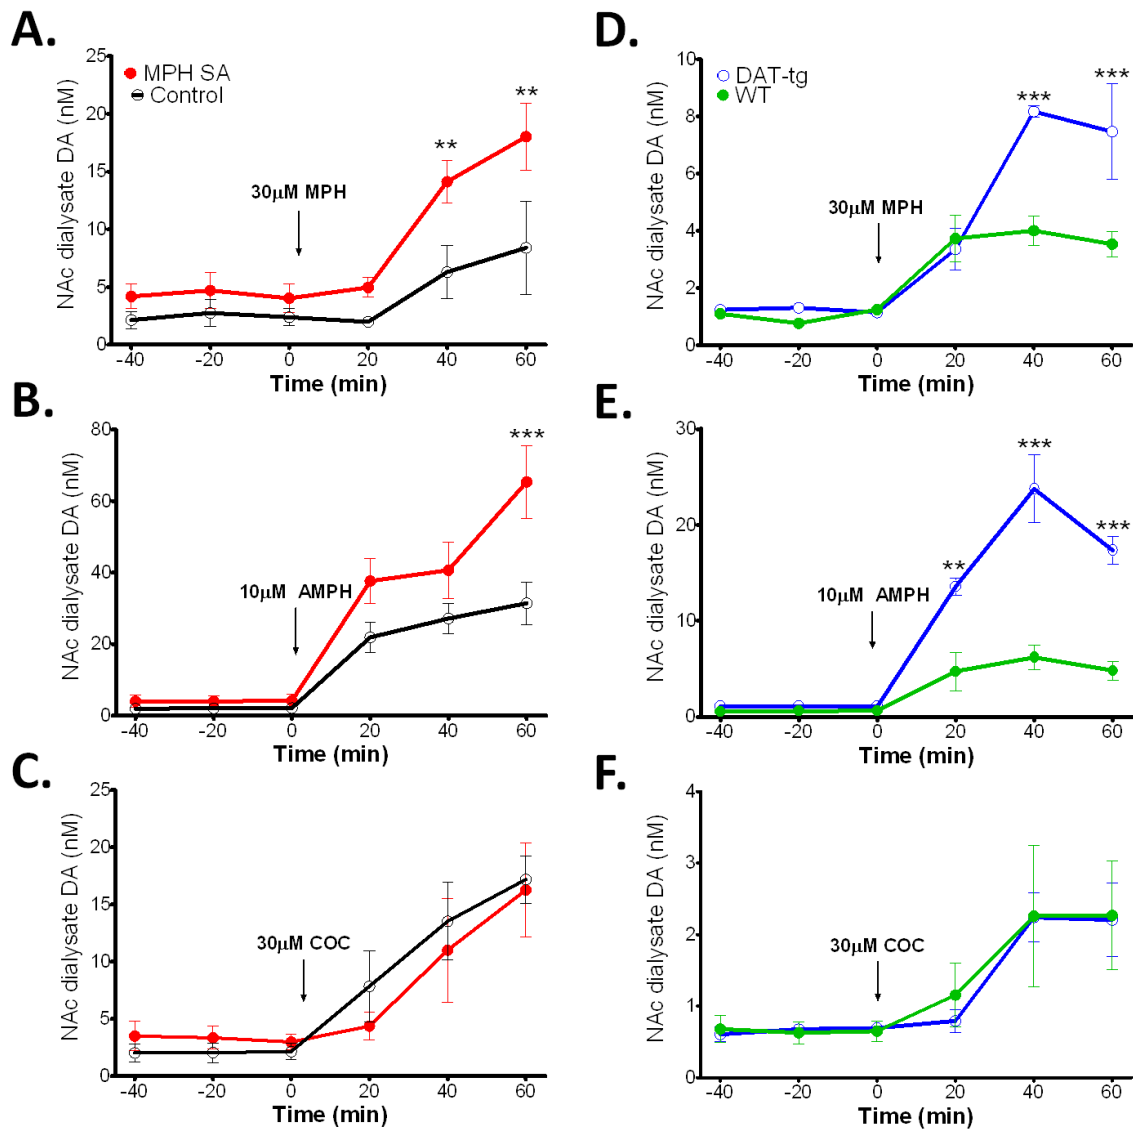 A.
NAc dialysate DA (nM)
25
20
15
10
5
0
MPH SA
Control
30µM MPH
**
**
-40 -20 0 20 40 60
Time (min)
B.
NAc dialysate DA (nM)
80
60
40
20
0
10µM AMPH
***
-40 -20 0 20 40 60
Time (min)
C.
NAc dialysate DA (nM)
25
20
15
10
5
0
30µM COC
-40 -20 0 20 40 60
Time (min)
D.
NAc dialysate DA (nM)
10
8
6
4
2
0
DAT-tg
WT
30µM MPH
***
***
-40 -20 0 20 40 60
Time (min)
E.
NAc dialysate DA (nM)
30
20
10
0
10µM AMPH
**
***
***
-40 -20 0 20 40 60
Time (min)
F.
NAc dialysate DA (nM)
4
3
2
1
0
30µM COC
-40 -20 0 20 40 60
Time (min)